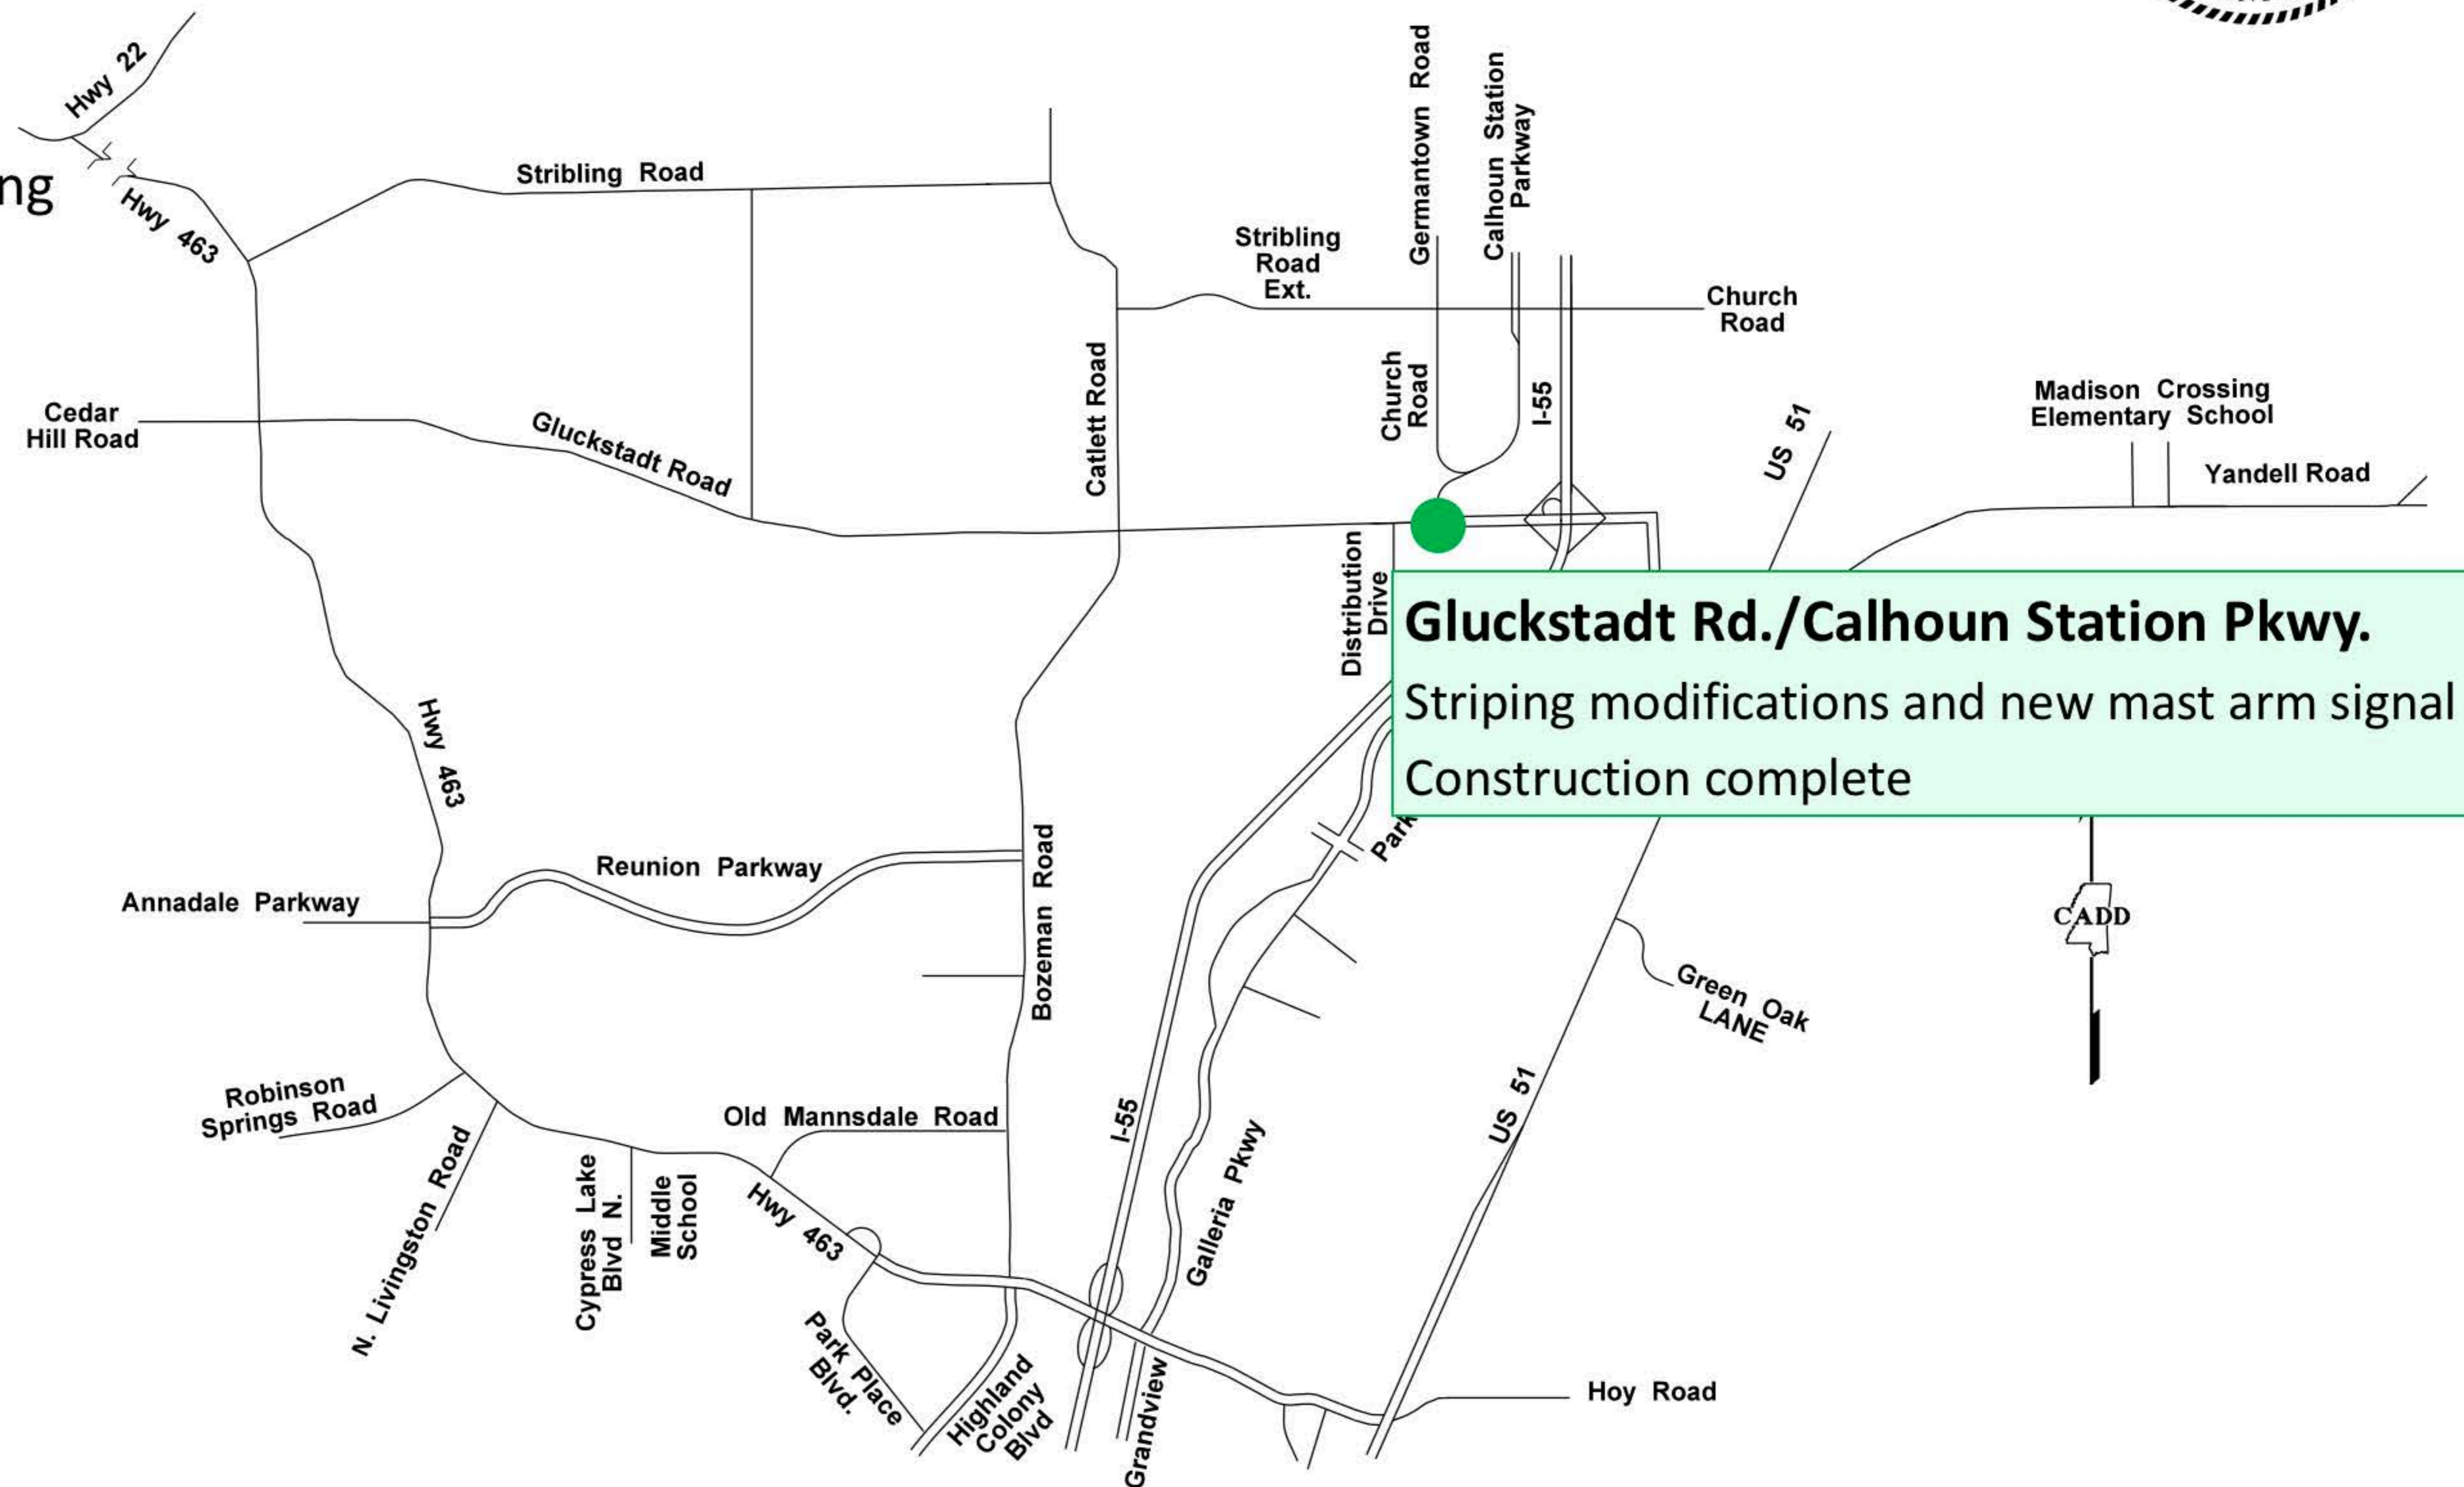 Hwy 22
ng
Hwy 463
Stribling Road
Germantown Road
Calhoun Station
Parkway
Stribling
Road
Ext.
Church
Road
Cedar
Hill Road
Gluckstadt Road
Catlett Road
Church
Road
I-55
US 51
Madison Crossing
Elementary School
Yandell Road
Distribution
Drive
Gluckstadt Rd./Calhoun Station Pkwy.
Striping modifications and new mast arm signal
Construction complete
Hwy 463
Park
Reunion Parkway
Bozeman Road
Annadale Parkway
CADD
Green Oak
LANE
Robinson
Springs Road
Old Mannsdale Road
I-55
US 51
N. Livingston Road
Cypress Lake
Blvd N.
Middle
School
Hwy 463
Galleria Pkwy
Park Place
Blvd.
Highland
Colony
Blvd
Grandview
Hoy Road